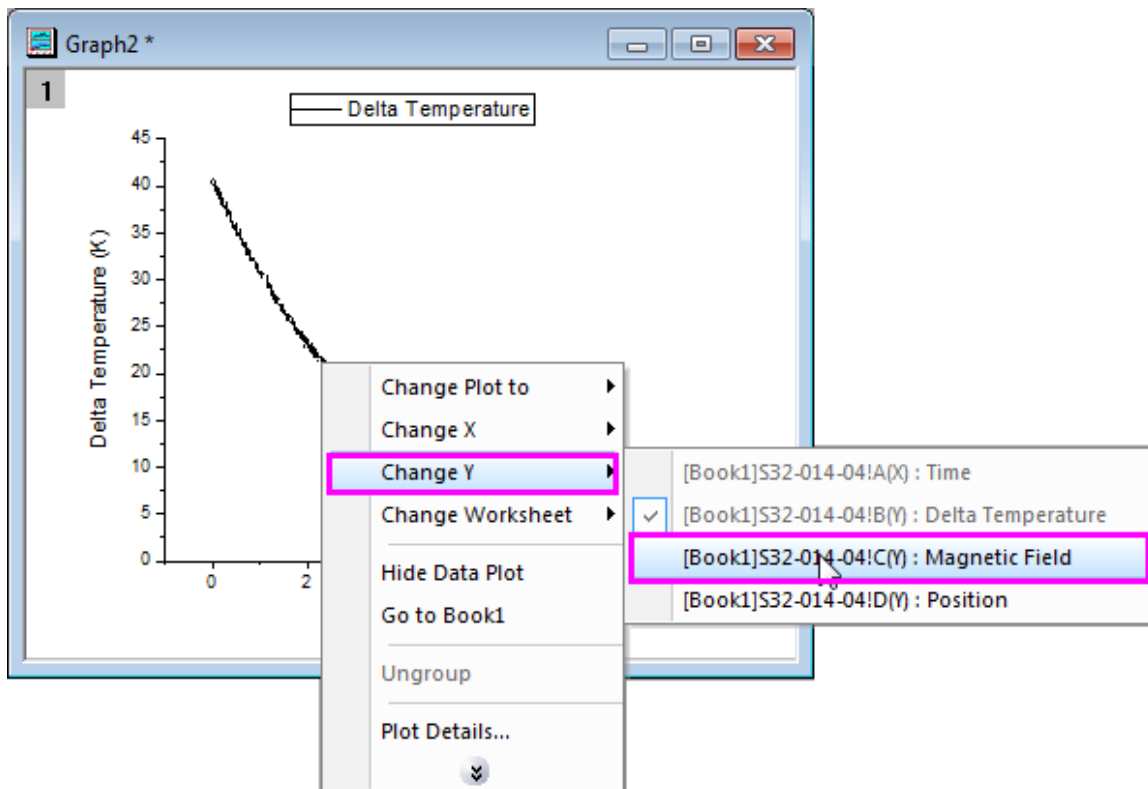 Graph2 *
1
Delta Temperature
45
40
35
30
25
20
15
10
5
0
Delta Temperature (K)
0 2
Change Plot to
Change X
Change Y
Change Worksheet
Hide Data Plot
Go to Book1
Ungroup
Plot Details...
[Book1]S32-014-04!A(X) : Time
[Book1]S32-014-04!B(Y) : Delta Temperature
[Book1]S32-014-04!C(Y) : Magnetic Field
[Book1]S32-014-04!D(Y) : Position